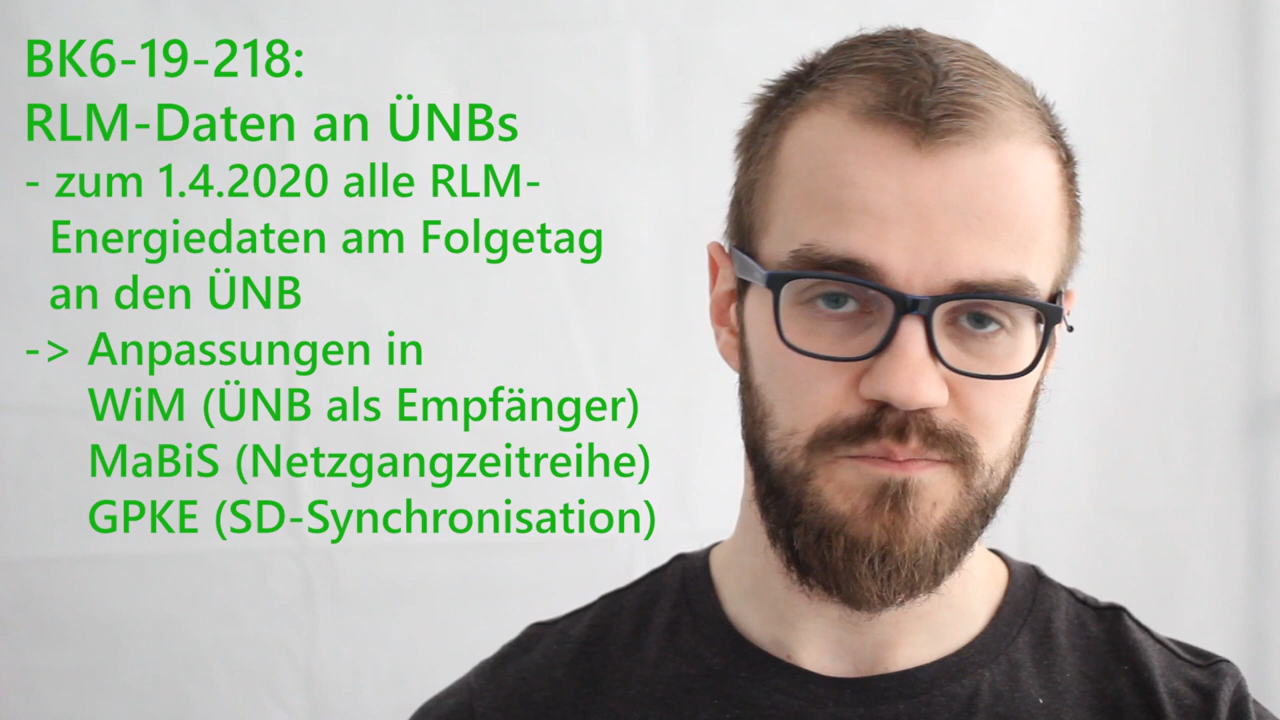 BK6-19-218:
RLM-Daten an ÜNBs
- zum 1.4.2020 alle RLM-
Energiedaten am Folgetag
an den ÜNB
-> Anpassungen in
WiM (ÜNB als Empfänger)
MaBiS (Netzgangzeitreihe)
GPKE (SD-Synchronisation)